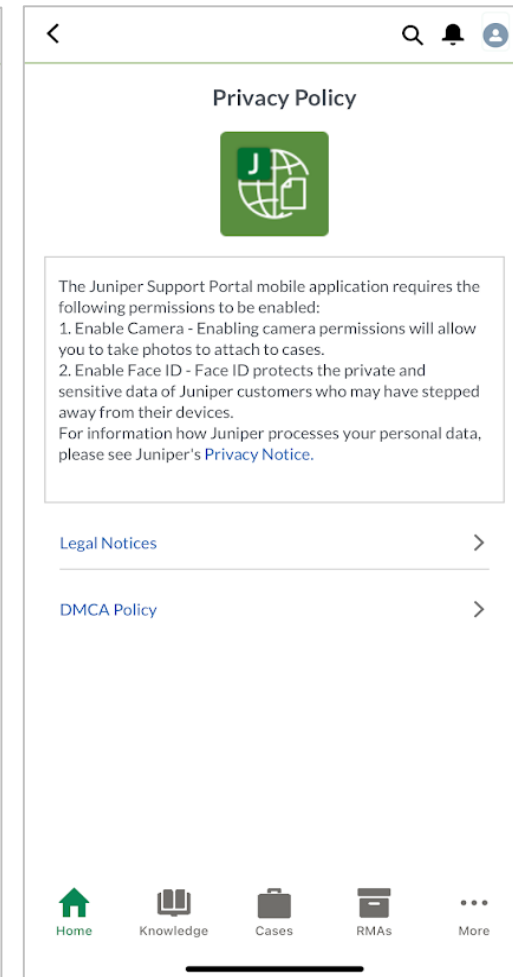 Privacy Policy
J
The Juniper Support Portal mobile application requires the
following permissions to be enabled:
1. Enable Camera - Enabling camera permissions will allow
you to take photos to attach to cases.
2. Enable Face ID - Face ID protects the private and
sensitive data of Juniper customers who may have stepped
away from their devices.
For information how Juniper processes your personal data,
please see Juniper's Privacy Notice.
Legal Notices
DMCA Policy
Home Knowledge Cases RMAs More